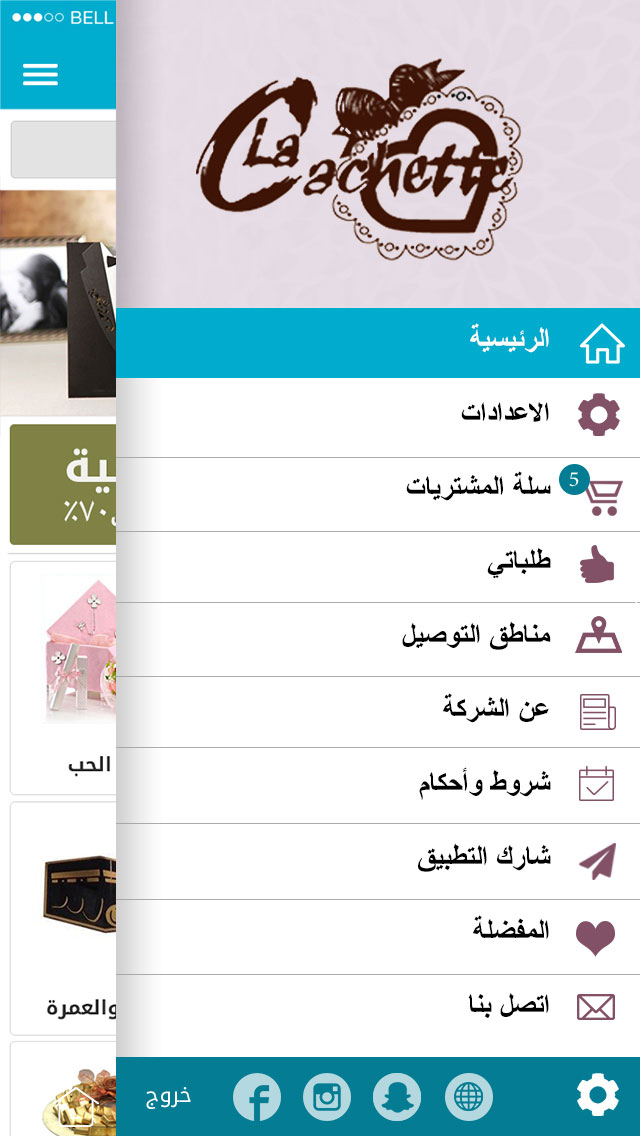 BELL
La Cachette
الرئيسية
الاعدادات
5
سلة المشتريات
طلباتي
مناطق التوصيل
عن الشركة
شروط وأحكام
شارك التطبيق
المفضلة
اتصل بنا
خروج
٧٠٪
الحب
والعمرة